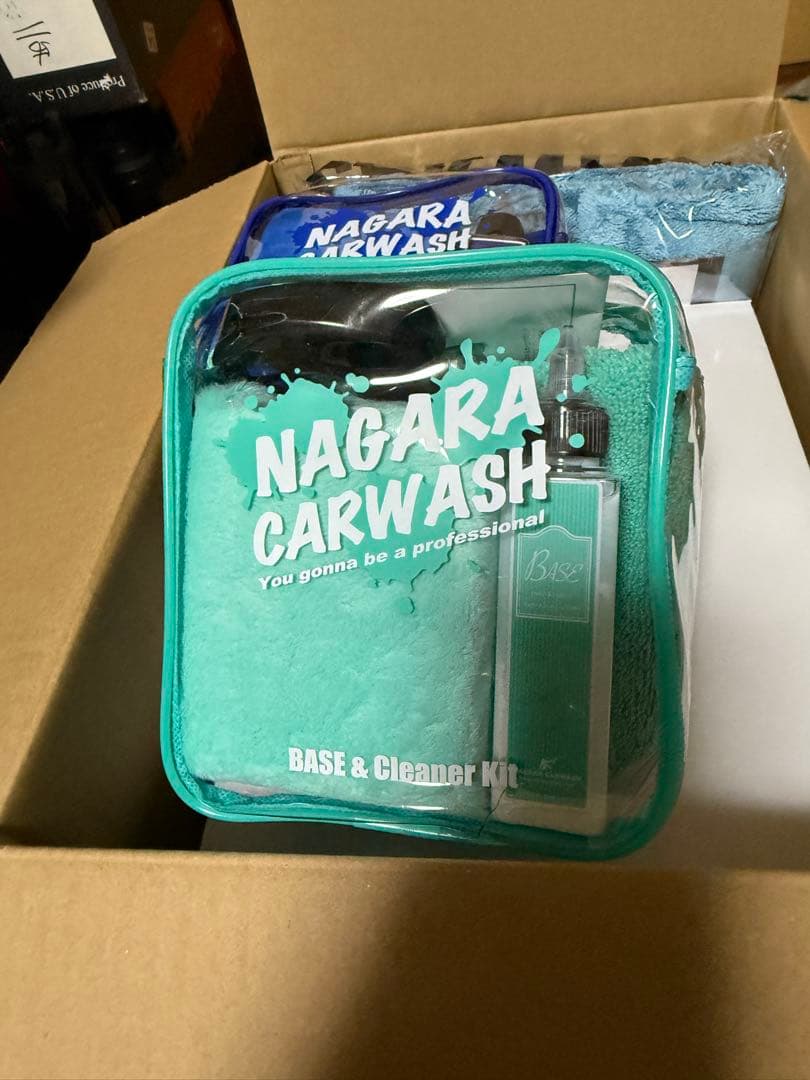 Produce of U.S.A.
NAGARA
CARWASH
NAGARA
CARWASH
You gonna be a professional
BASE
BASE & Cleaner Kit